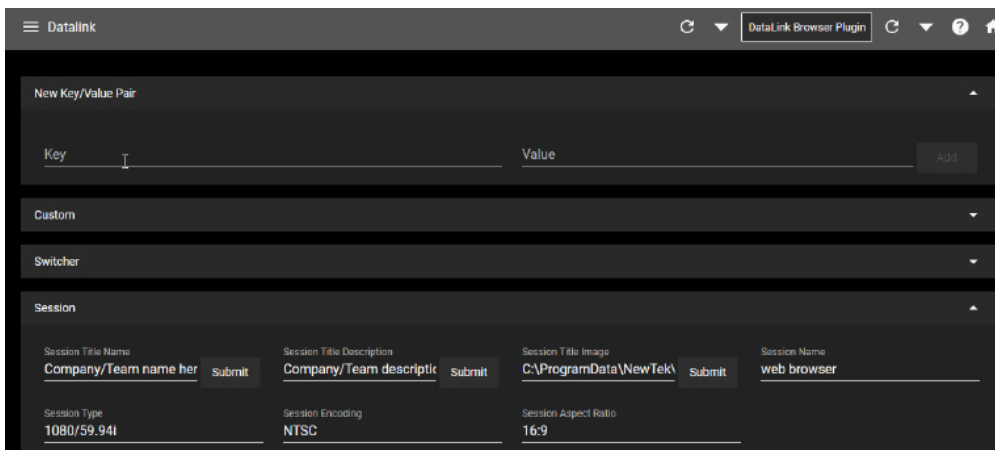 Datalink
DataLink Browser Plugin
New Key/Value Pair
Key
Value
Add
Custom
Switcher
Session
Session Title Name
Session Title Description
Session Title Image
Session Name
Company/Team name her
Submit
Company/Team descriptic
Submit
C:\ProgramData\NewTek\
Submit
web browser
Session Type
Session Encoding
Session Aspect Ratio
1080/59.94i
NTSC
16:9